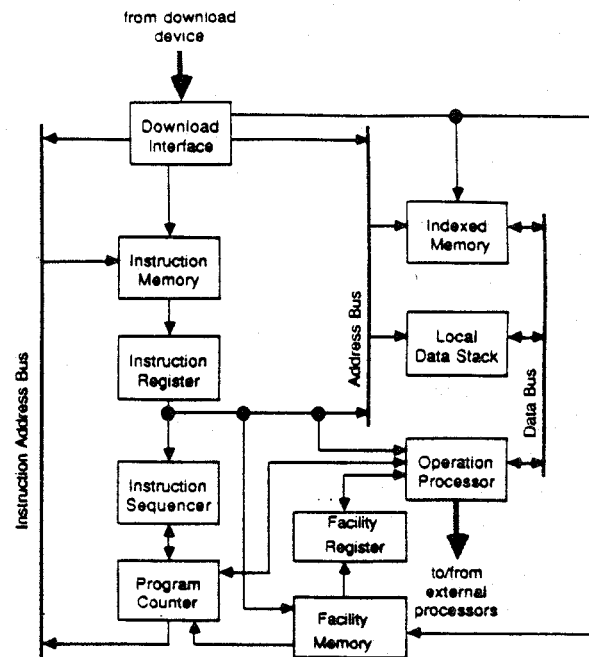 from download
device
Download
Interface
Indexed
Memory
Instruction
Memory
Local
Data Stack
Instruction
Register
Address Bus
Data Bus
Instruction Address Bus
Operation
Processor
Instruction
Sequencer
Facility
Register
to/from
external
processors
Program
Counter
Facility
Memory